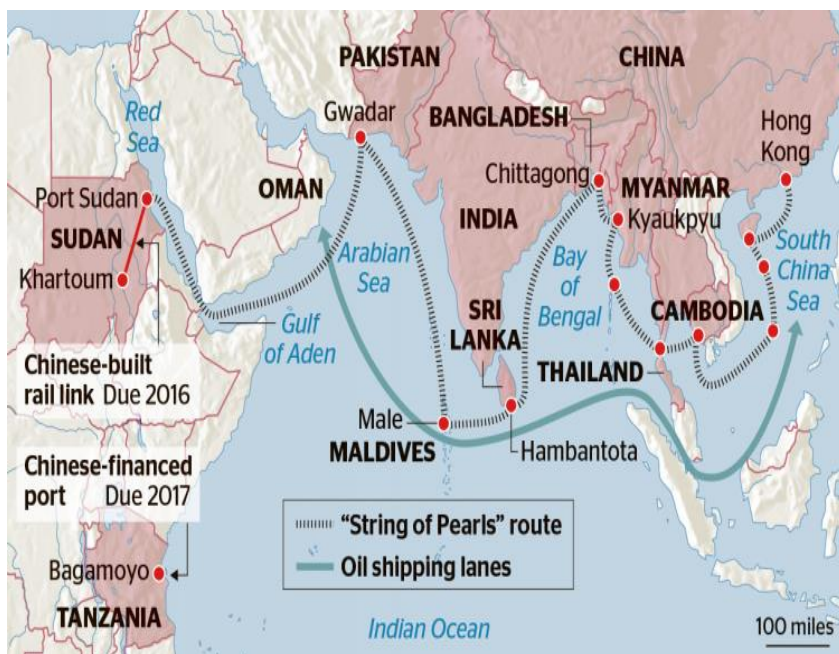 PAKISTAN
CHINA
Gwadar
BANGLADESH
Hong
Kong
Red
Sea
Chittagong
Port Sudan
OMAN
MYANMAR
SUDAN
INDIA
Kyaukpyu
Khartoum
Arabian
Sea
Bay
of
Bengal
South
China
Sea
SRI
LANKA
CAMBODIA
Gulf
of Aden
Chinese-built
rail link Due 2016
THAILAND
Male
MALDIVES
Hambantota
Chinese-financed
port Due 2017
"String of Pearls" route
Oil shipping lanes
Bagamoyo
TANZANIA
Indian Ocean
100 miles